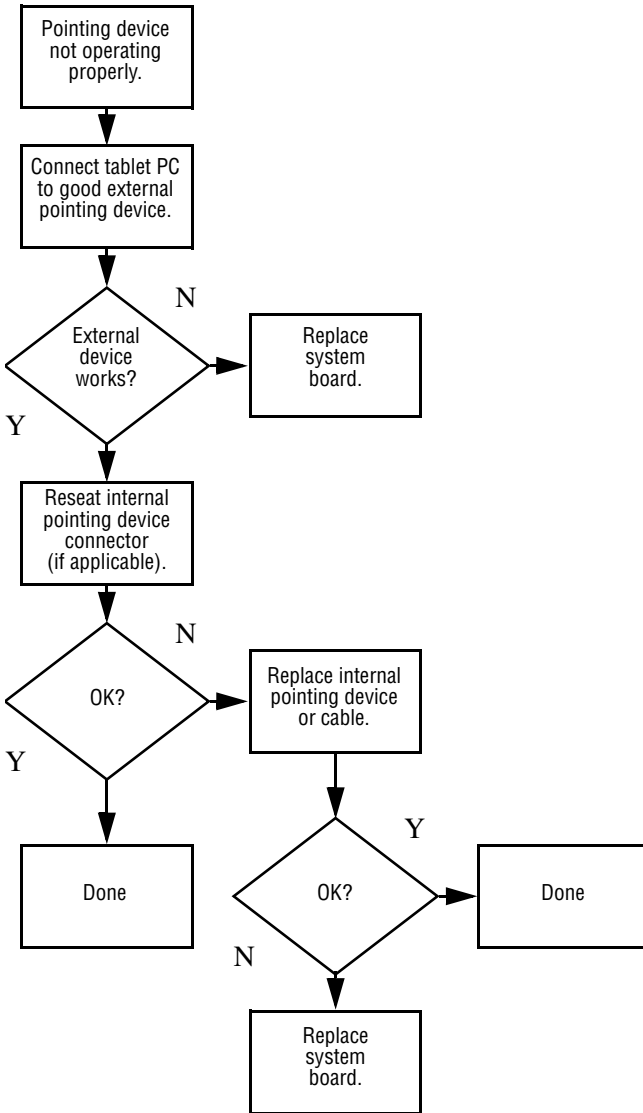 Pointing device
not operating
properly.
Connect tablet PC
to good external
pointing device.
N
External
device
works?
Replace
system
board.
Y
Reseat internal
pointing device
connector
(if applicable).
N
OK?
Replace internal
pointing device
or cable.
Y
Y
Done
OK?
Done
N
Replace
system
board.